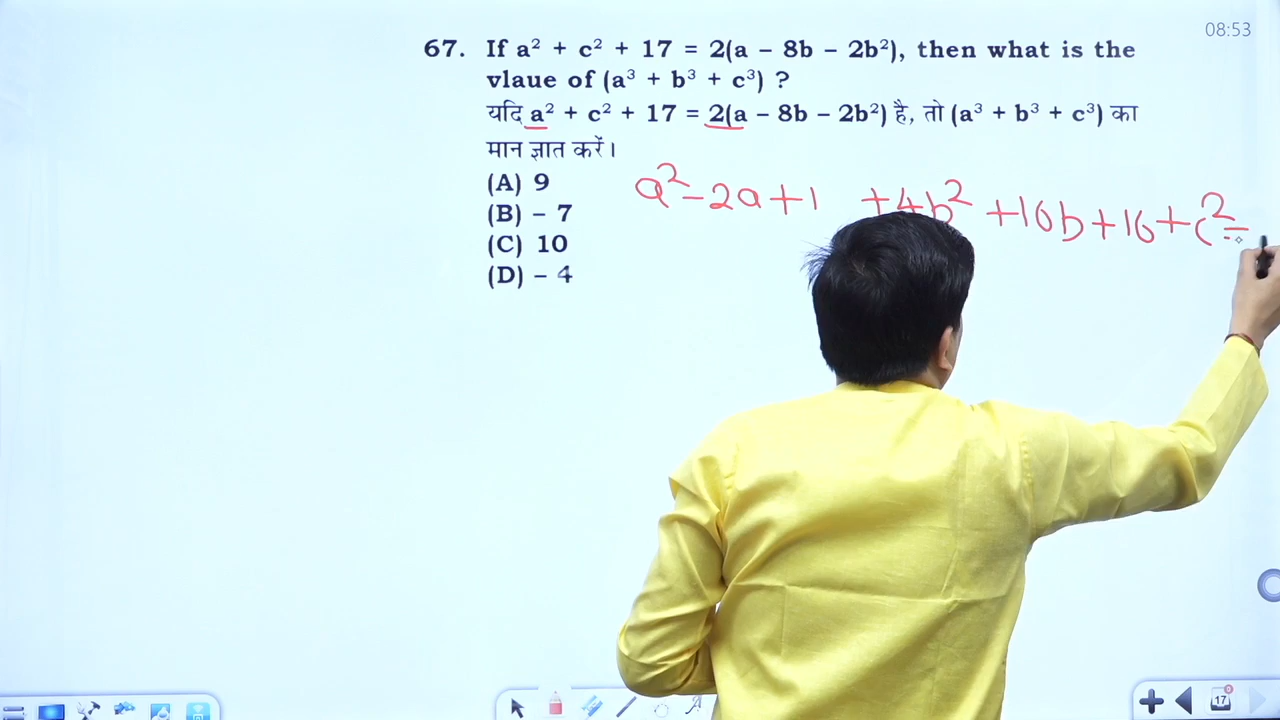 08:53
67. If a² + c² + 17 = 2(a – 8b – 2b²), then what is the
vlaue of (a³ + b³ + c³) ?
यदि a² + c² + 17 = 2(a – 8b – 2b²) है, तो (a³ + b³ + c³) का
मान ज्ञात करें।
(A) 9
(B) – 7
(C) 10
(D) – 4
a² – 2a + 1 + 4b² + 16b + 16 + c² =
17